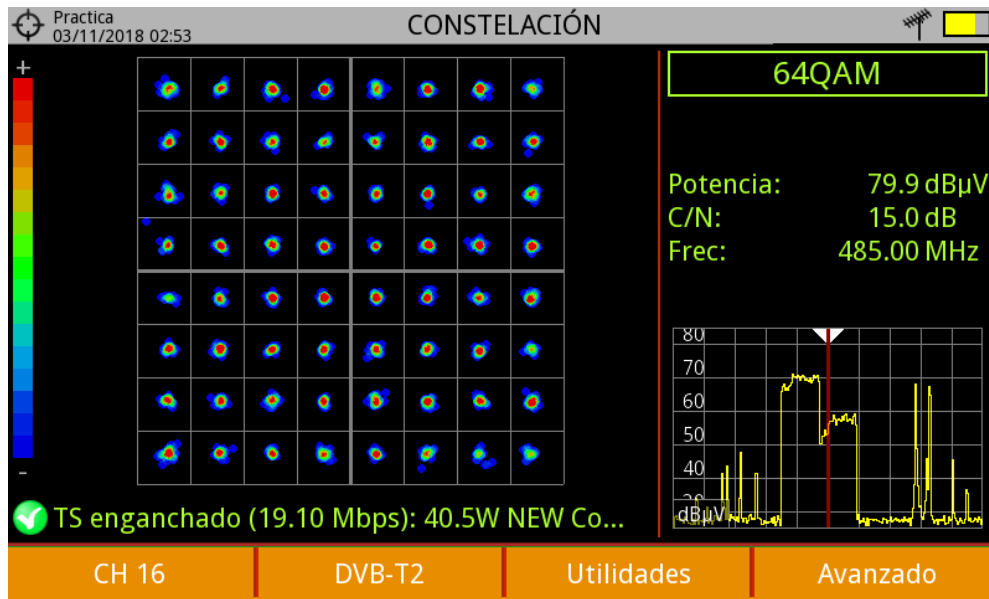 Practica
03/11/2018 02:53
CONSTELACIÓN
+
-
64QAM
Potencia: 79.9 dBµV
C/N: 15.0 dB
Frec: 485.00 MHz
80
70
60
50
40
dBµV
TS enganchado (19.10 Mbps): 40.5W NEW Co...
CH 16
DVB-T2
Utilidades
Avanzado